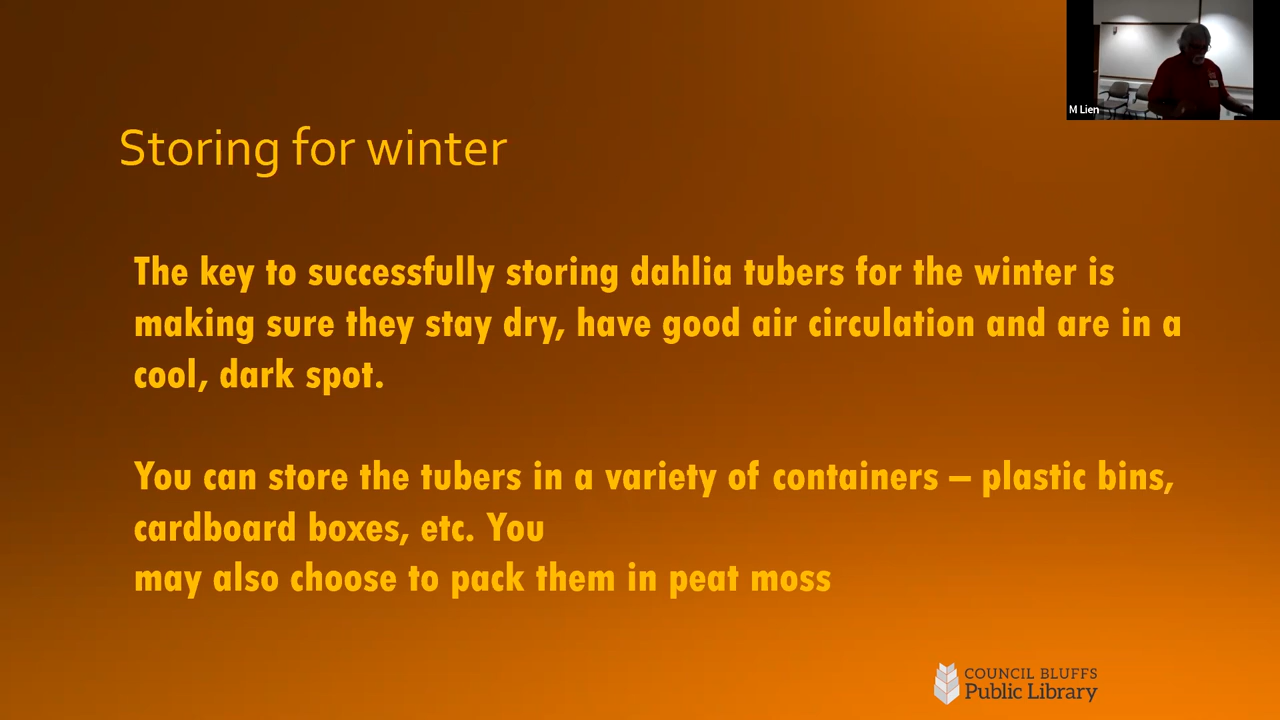 M Lien
Storing for winter
The key to successfully storing dahlia tubers for the winter is
making sure they stay dry, have good air circulation and are in a
cool, dark spot.
You can store the tubers in a variety of containers – plastic bins,
cardboard boxes, etc. You
may also choose to pack them in peat moss
COUNCIL BLUFFS
Public Library